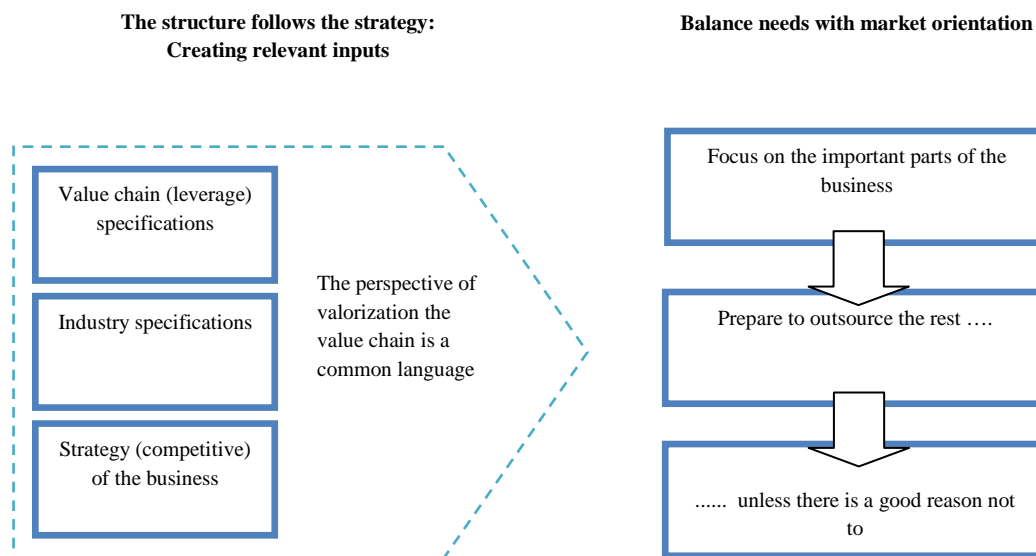 The structure follows the strategy:
Creating relevant inputs
Value chain (leverage)
specifications
Industry specifications
Strategy (competitive)
of the business
The perspective of
valorization the
value chain is a
common language
Balance needs with market orientation
Focus on the important parts of the
business
Prepare to outsource the rest ….
...... unless there is a good reason not
to